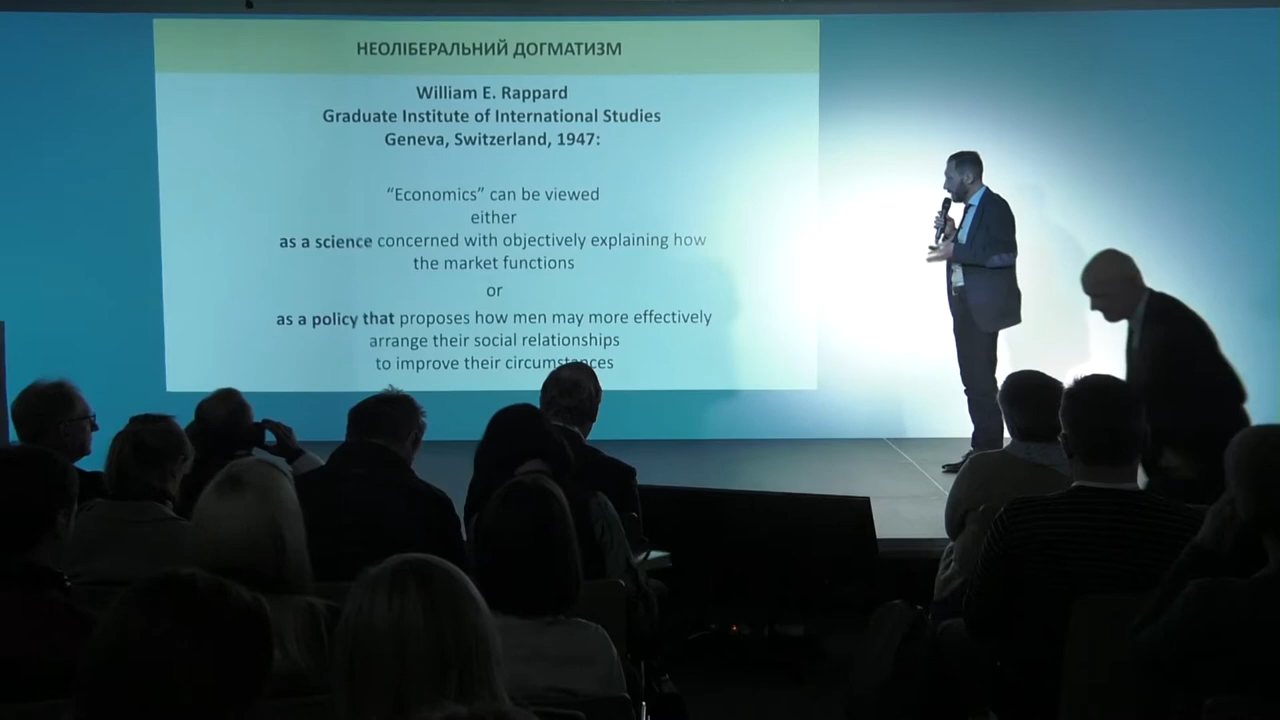 НЕОЛІБЕРАЛЬНИЙ ДОГМАТИЗМ
William E. Rappard
Graduate Institute of International Studies
Geneva, Switzerland, 1947:
“Economics” can be viewed
either
as a science concerned with objectively explaining how
the market functions
or
as a policy that proposes how men may more effectively
arrange their social relationships
to improve their circumstances